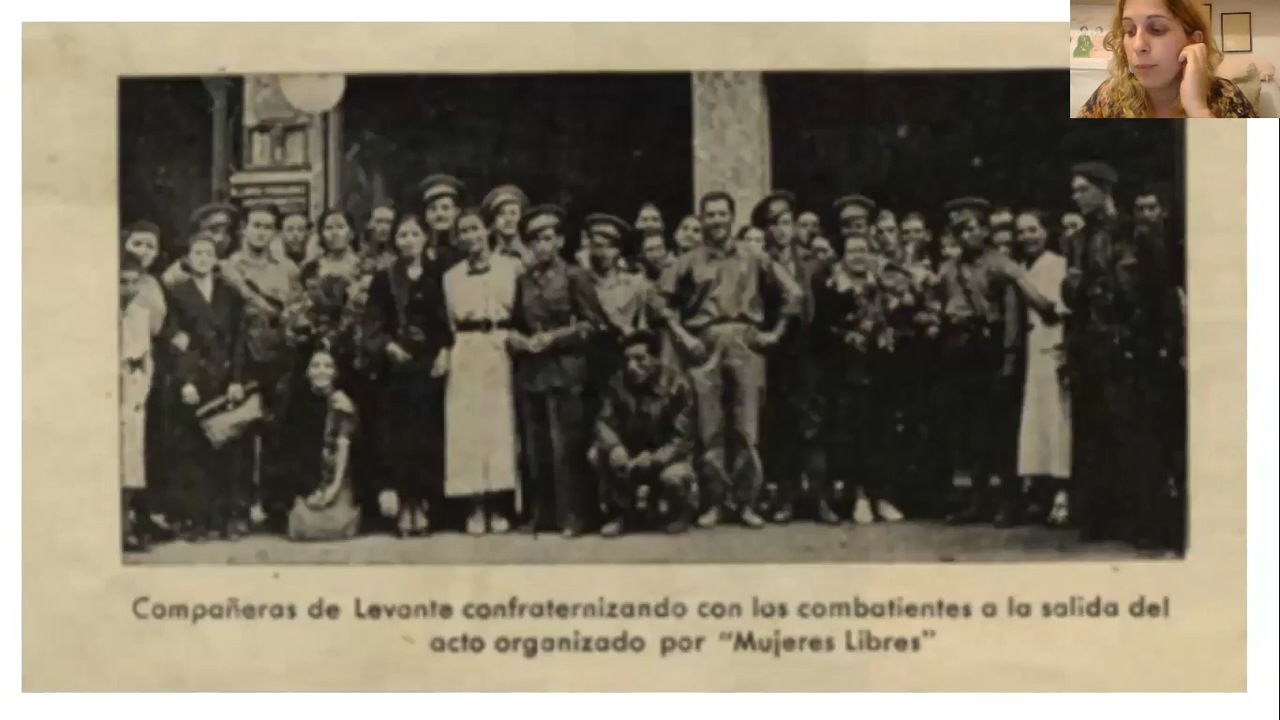 Compañeras de Levante confraternizando con los combatientes a la salida del
acto organizado por "Mujeres Libres"